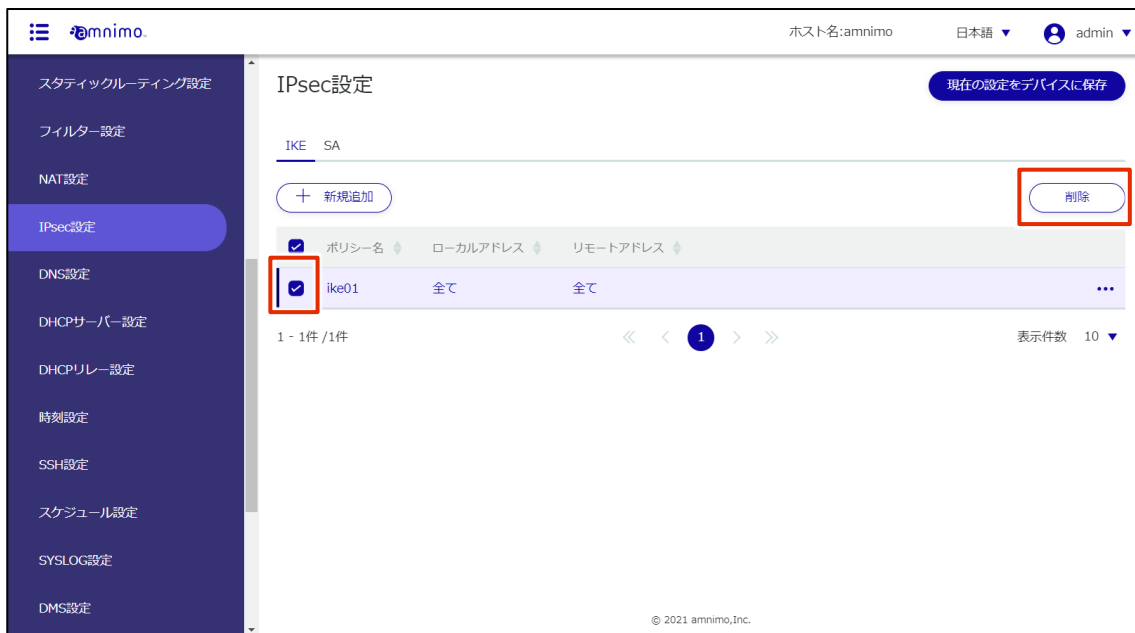 amnimo
ホスト名:amnimo
日本語 ▼
admin ▼
スタティックルーティング設定
フィルター設定
NAT設定
IPsec設定
DNS設定
DHCPサーバー設定
DHCPリレー設定
時刻設定
SSH設定
スケジュール設定
SYSLOG設定
DMS設定
IPsec設定
現在の設定をデバイスに保存
IKE SA
+ 新規追加
削除
ポリシー名 ローカルアドレス リモートアドレス
ike01 全て 全て •••
1 - 1件 /1件
≪ < 1 > ≫
表示件数 10 ▼
© 2021 amnimo,Inc.